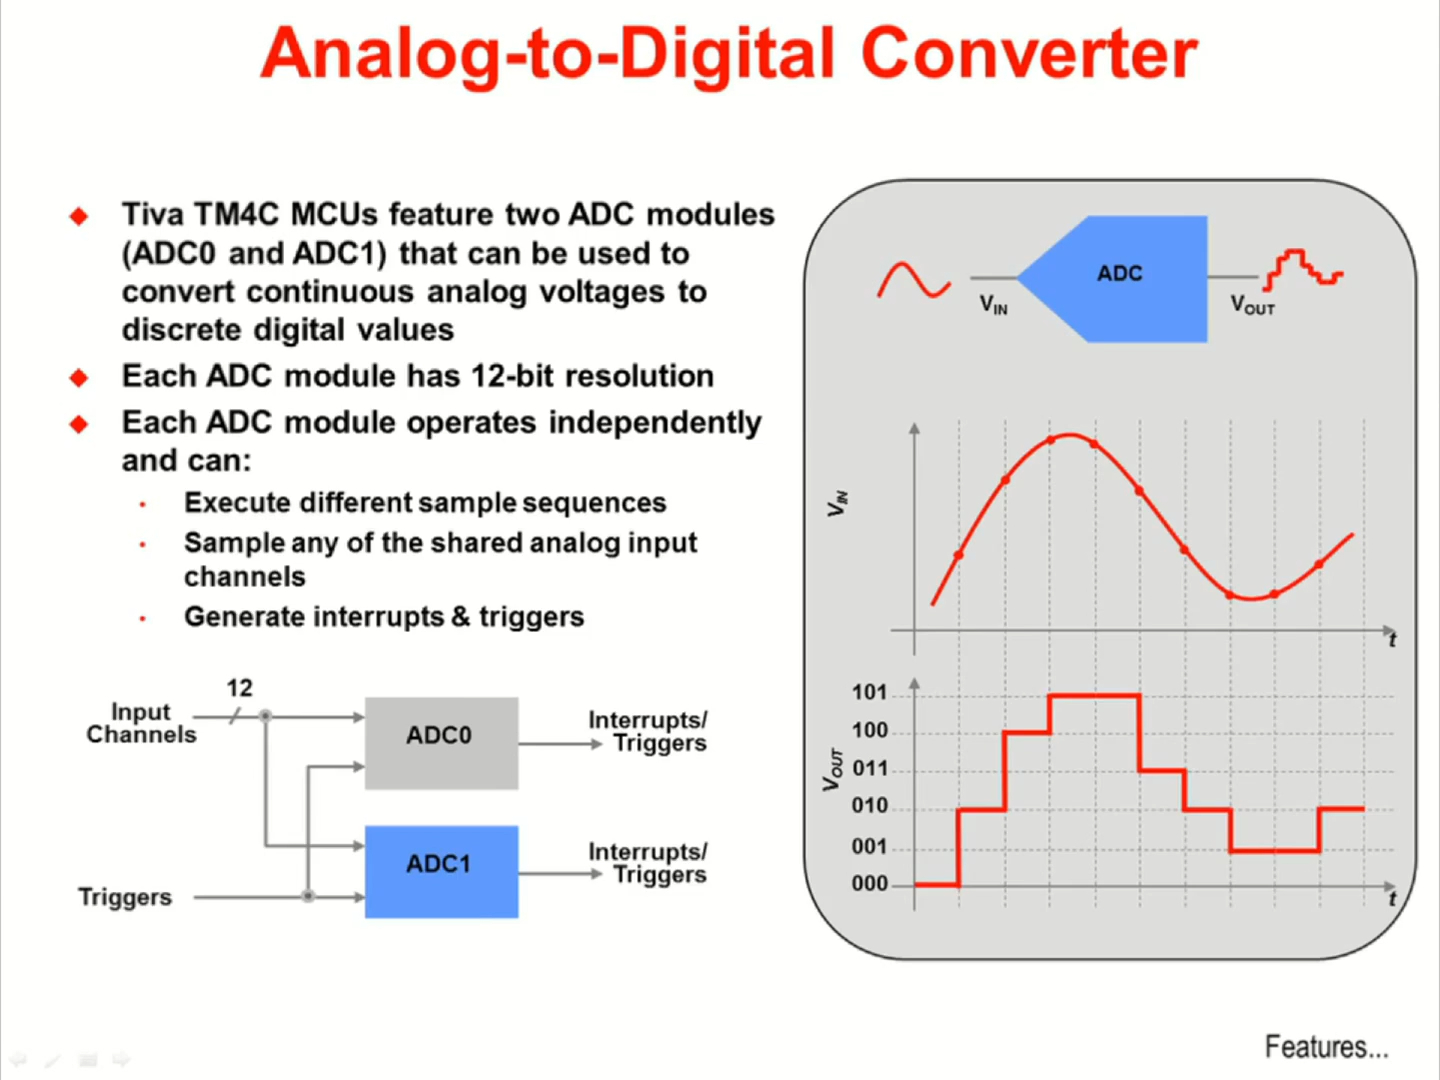 Analog-to-Digital Converter
Tiva TM4C MCUs feature two ADC modules
(ADC0 and ADC1) that can be used to
convert continuous analog voltages to
discrete digital values
Each ADC module has 12-bit resolution
Each ADC module operates independently
and can:
Execute different sample sequences
Sample any of the shared analog input
channels
Generate interrupts & triggers
12
Input
Channels
ADC0
Interrupts/
Triggers
ADC1
Interrupts/
Triggers
Triggers
ADC
VIN
VOUT
VIN
t
VOUT
101
100
011
010
001
000
t
Features...